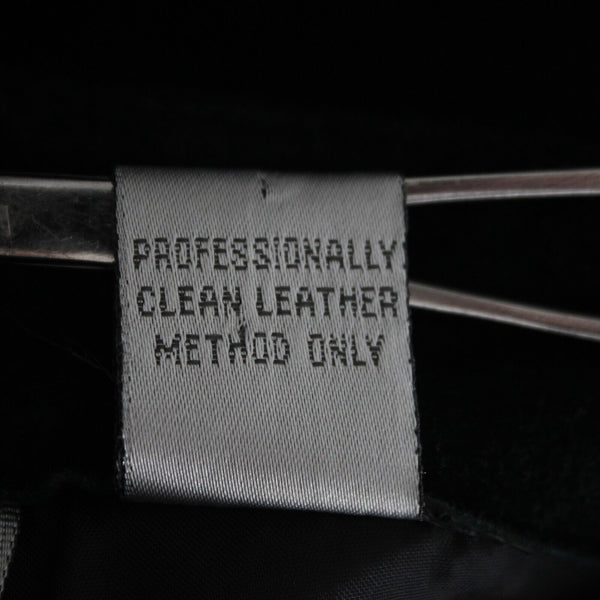 PROFESSIONALLY
CLEAN LEATHER
METHOD ONLY